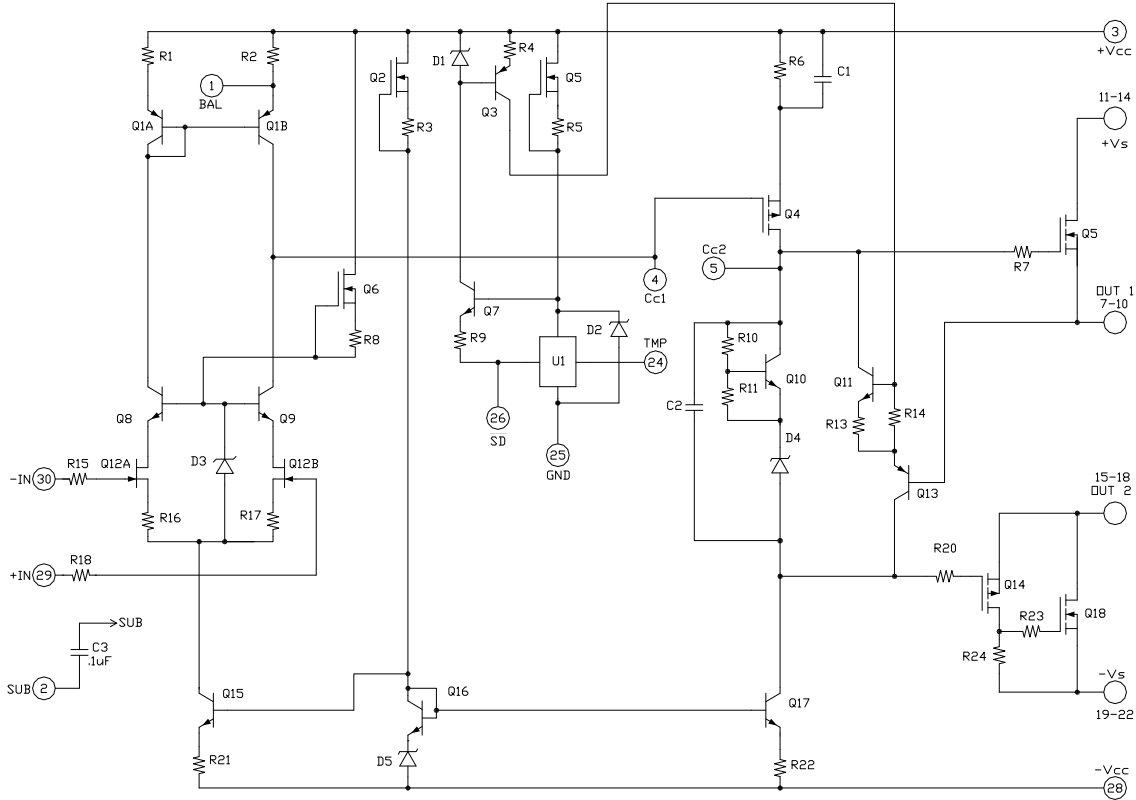 R1
R2
1
BAL
Q1A
Q1B
Q2
R3
D1
R4
Q3
Q5
R5
R6
C1
3
+Vcc
11-14
+Vs
Q4
Q5
R7
Cc2
5
4
Cc1
OUT 1
7-10
Q6
R8
Q7
R9
D2
U1
TMP
24
26
SD
25
GND
R10
Q10
R11
C2
D4
Q11
R13
R14
Q13
Q8
Q9
D3
-IN 30
R15
Q12A
Q12B
R16
R17
+IN 29
R18
15-18
OUT 2
R20
Q14
R23
Q18
R24
-Vs
19-22
SUB
C3
.1uF
SUB 2
Q15
Q16
Q17
R21
D5
R22
-Vcc
28